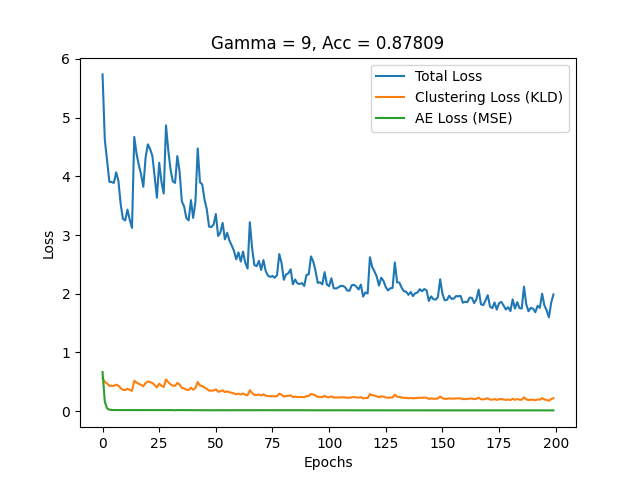 Gamma = 9, Acc = 0.87809
Total Loss
Clustering Loss (KLD)
AE Loss (MSE)
6
5
4
3
2
1
0
Loss
0
25
50
75
100
125
150
175
200
Epochs